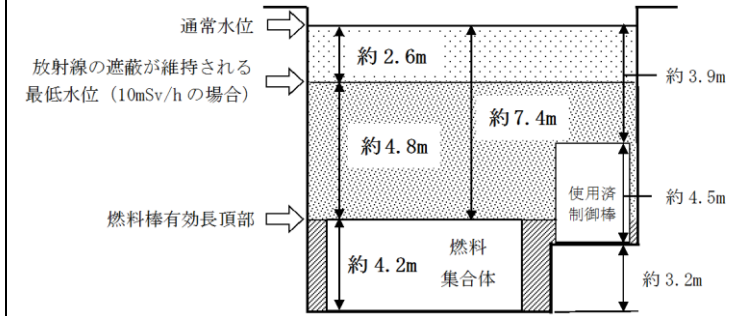 通常水位
放射線の遮蔽が維持される
最低水位（10mSv/h の場合）
燃料棒有効長頂部
約 2.6m
約4.8m
約7.4m
約 4.2m
燃料
集合体
使用済
制御棒
約 3.9m
約 4.5m
約 3.2m